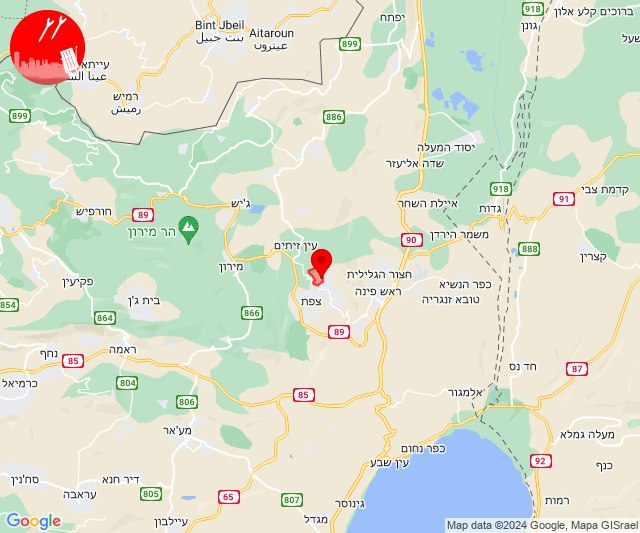 Bint Jbeil
بنت جبيل
Aitaroun
عيترون
יפתח
899
918
ברוכים קלע אלון
גונן
עייתא
عيتا الش
רמיש
رميش
899
886
יסוד המעלה
שדה אליעזר
918
קדמת צבי
91
ג'יש
איילת השחר
גדות
חורפיש
89
הר מירון
משמר הירדן
90
888
עין זיתים
קצרין
מירון
חצור הגלילית
ראש פינה
כפר הנשיא
טובא זנגריה
פקיעין
854
בית ג'ן
צפת
864
866
89
נחף
ראמה
85
חד נס
87
כרמיאל
804
806
85
אלמגור
מע'אר
מעלה גמלא
כפר נחום
עין שבע
92
כנף
סח'נין
דיר חנא
עראבה
805
65
807
גינוסר
רמות
מגדל
עיילבון
Google
Map data ©2024 Google, Mapa GISrael